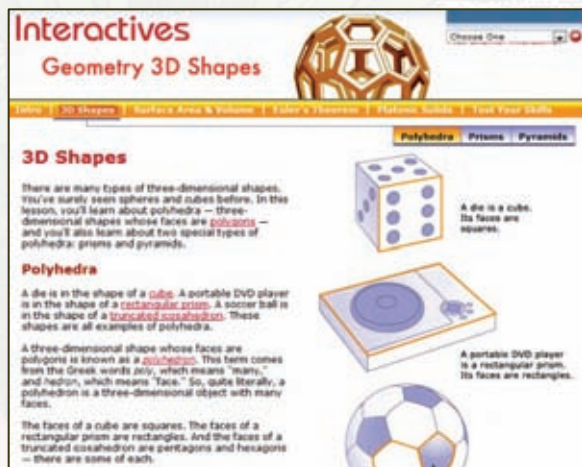 Interactives
Geometry 3D Shapes
Choose One
Intro | 3D Shapes | Surface Area & Volume | Euler's Theorem | Platonic Solids | Test Your Skills
Polyhedra Prisms Pyramids
3D Shapes
There are many types of three-dimensional shapes.
You've surely seen spheres and cubes before. In this
lesson, you'll learn about polyhedra — three-
dimensional shapes whose faces are polygons —
and you'll also learn about two special types of
polyhedra: prisms and pyramids.
Polyhedra
A die is in the shape of a cube. A portable DVD player
is in the shape of a rectangular prism. A soccer ball is
in the shape of a truncated icosahedron. These
shapes are all examples of polyhedra.
A three-dimensional shape whose faces are
polygons is known as a polyhedron. This term comes
from the Greek words poly, which means "many,"
and hedron, which means "face." So, quite literally, a
polyhedron is a three-dimensional object with many
faces.
The faces of a cube are squares. The faces of a
rectangular prism are rectangles. And the faces of a
truncated icosahedron are pentagons and hexagons
— there are some of each.
A die is a cube.
Its faces are
squares.
A portable DVD player
is a rectangular prism.
Its faces are rectangles.